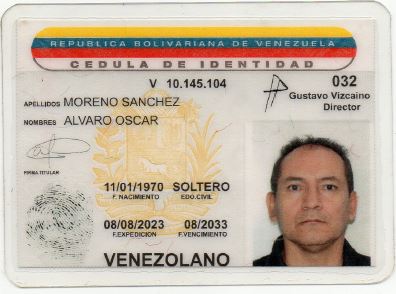 REPUBLICA BOLIVARIANA DE VENEZUELA
CEDULA DE IDENTIDAD
V 10.145.104
032
Gustavo Vizcaino
Director
APELLIDOS MORENO SANCHEZ
NOMBRES ALVARO OSCAR
FIRMA TITULAR
11/01/1970 SOLTERO
F. NACIMIENTO EDO.CIVIL
08/08/2023 08/2033
F.EXPEDICION F.VENCIMIENTO
VENEZOLANO